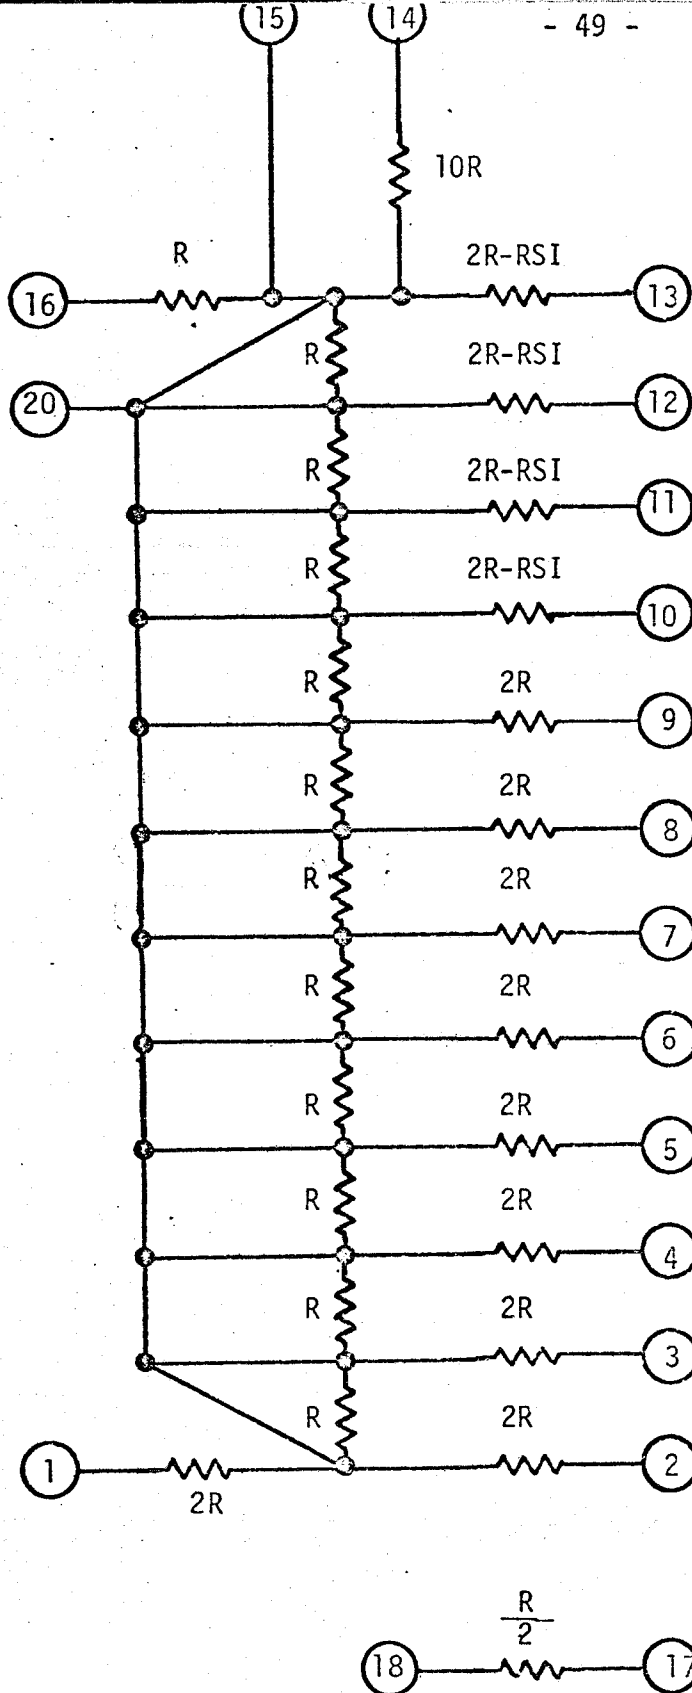 15 14 - 49 -
10R
R 2R-RSI
16 13
R 2R-RSI
20 12
R 2R-RSI
11
R 2R-RSI
10
R 2R
9
R 2R
8
R 2R
7
R 2R
6
R 2R
5
R 2R
4
R 2R
3
R 2R
1 2
2R
R
2
18 17